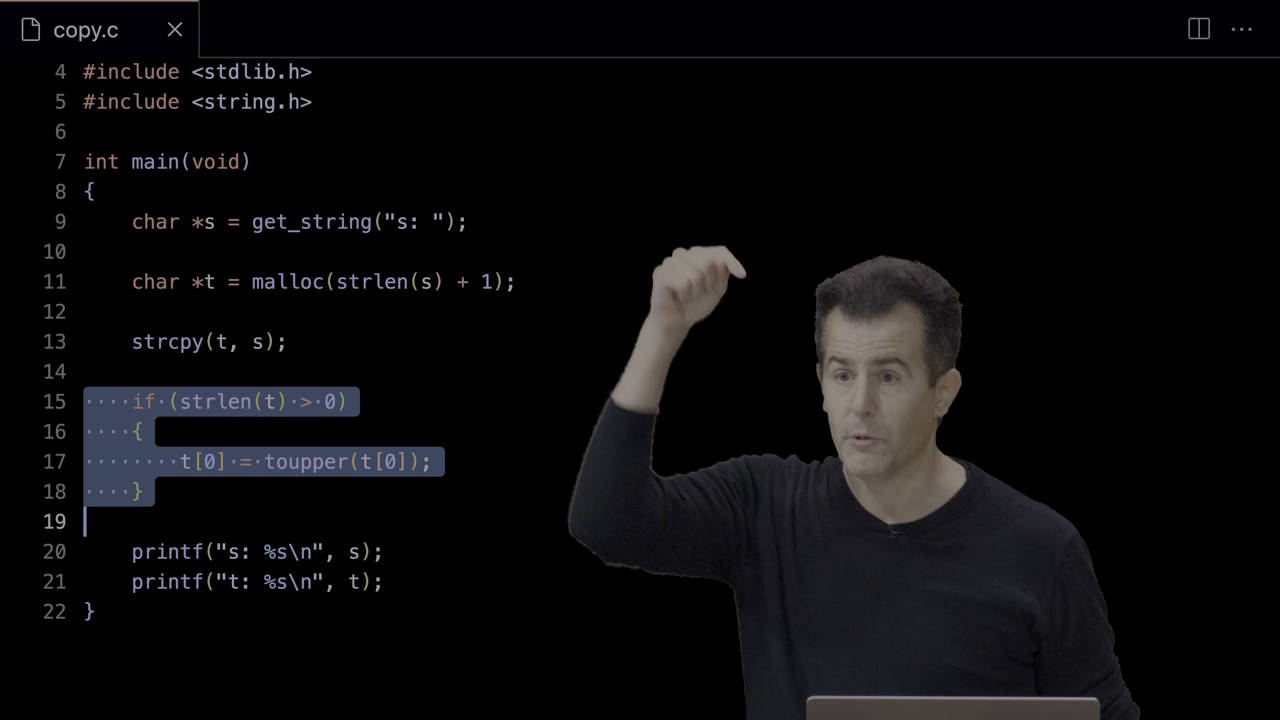 copy.c
4 #include <stdlib.h>
5 #include <string.h>
6
7 int main(void)
8 {
9     char *s = get_string("s: ");
10
11     char *t = malloc(strlen(s) + 1);
12
13     strcpy(t, s);
14
15 ····if·(strlen(t)·>·0)
16 ····{
17 ········t[0]·=·toupper(t[0]);
18 ····}
19
20     printf("s: %s\n", s);
21     printf("t: %s\n", t);
22 }